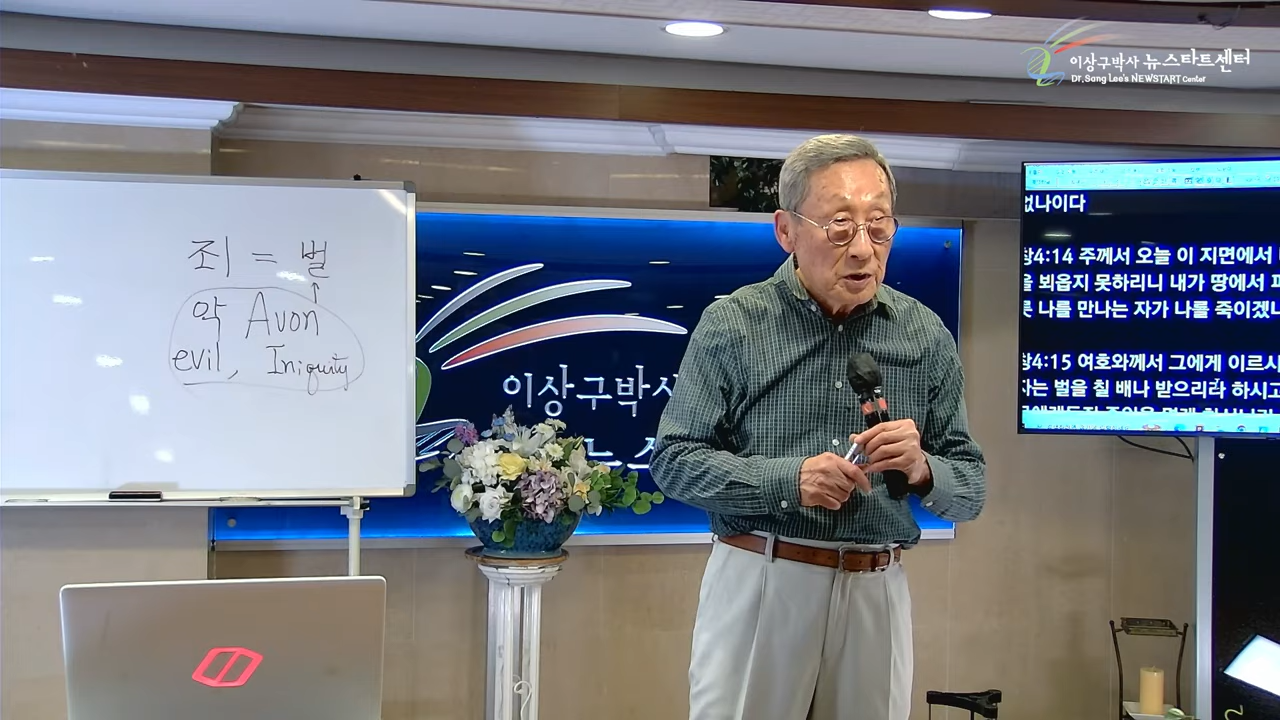 이상구박사 뉴스타트센터
Dr. Sang Lee's NEWSTART Center
죄 = 벌
악 Avon
evil, Iniquity
이상구박사
뉴스
없나이다
창4:14 주께서 오늘 이 지면에서
을 뵈옵지 못하리니 내가 땅에서
나를 만나는 자가 나를 죽이겠
창4:15 여호와께서 그에게 이르시
자는 벌을 칠 배나 받으리라 하시고